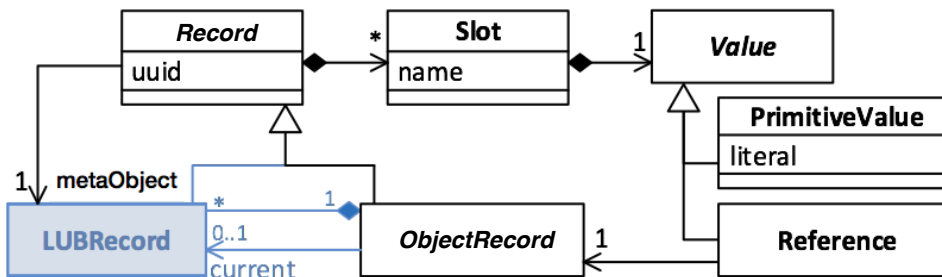 Record
uuid
*
Slot
name
1
Value
PrimitiveValue
literal
1
metaObject
*
1
LUBRecord
0..1
current
ObjectRecord
1
Reference